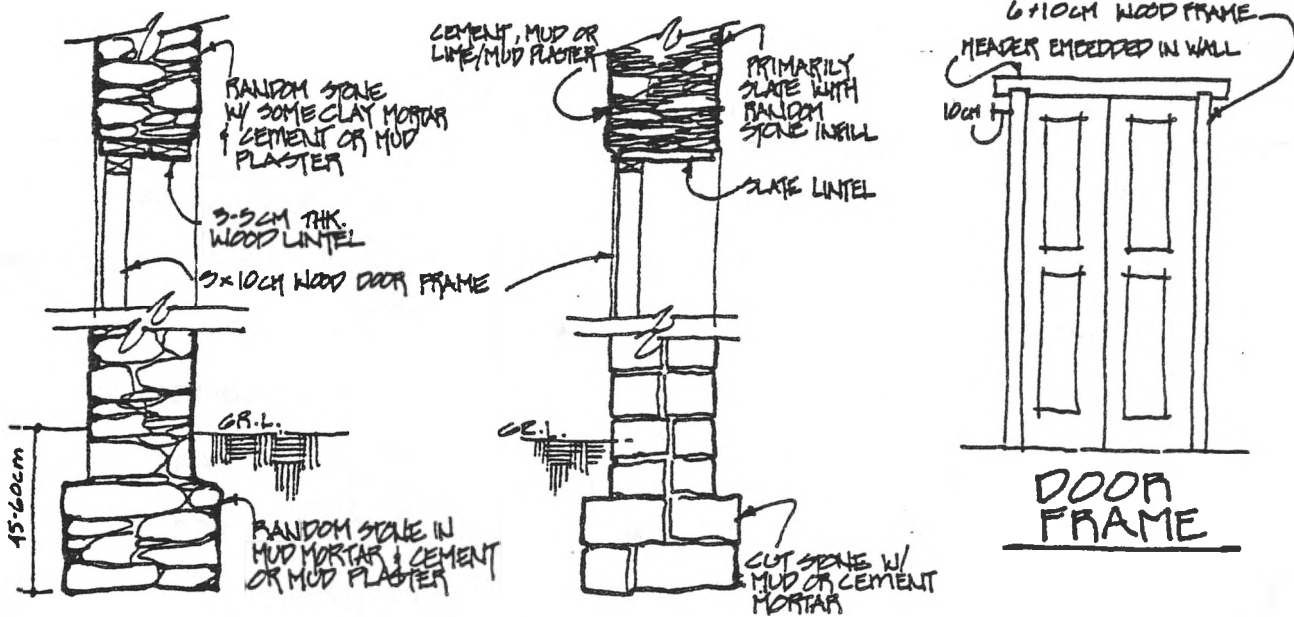 RANDOM STONE
W/ SOME CLAY MORTAR
& CEMENT OR MUD
PLASTER
3-5CM THK.
WOOD LINTEL
5×10CM WOOD DOOR FRAME
GR.L.
45-60cm
RANDOM STONE IN
MUD MORTAR & CEMENT
OR MUD PLASTER
CEMENT, MUD OR
LIME/MUD PLASTER
PRIMARILY
SLATE WITH
RANDOM
STONE INFILL
SLATE LINTEL
GR.L.
CUT STONE W/
MUD OR CEMENT
MORTAR
6×10CM WOOD FRAME
HEADER EMBEDDED IN WALL
10CM
DOOR
FRAME